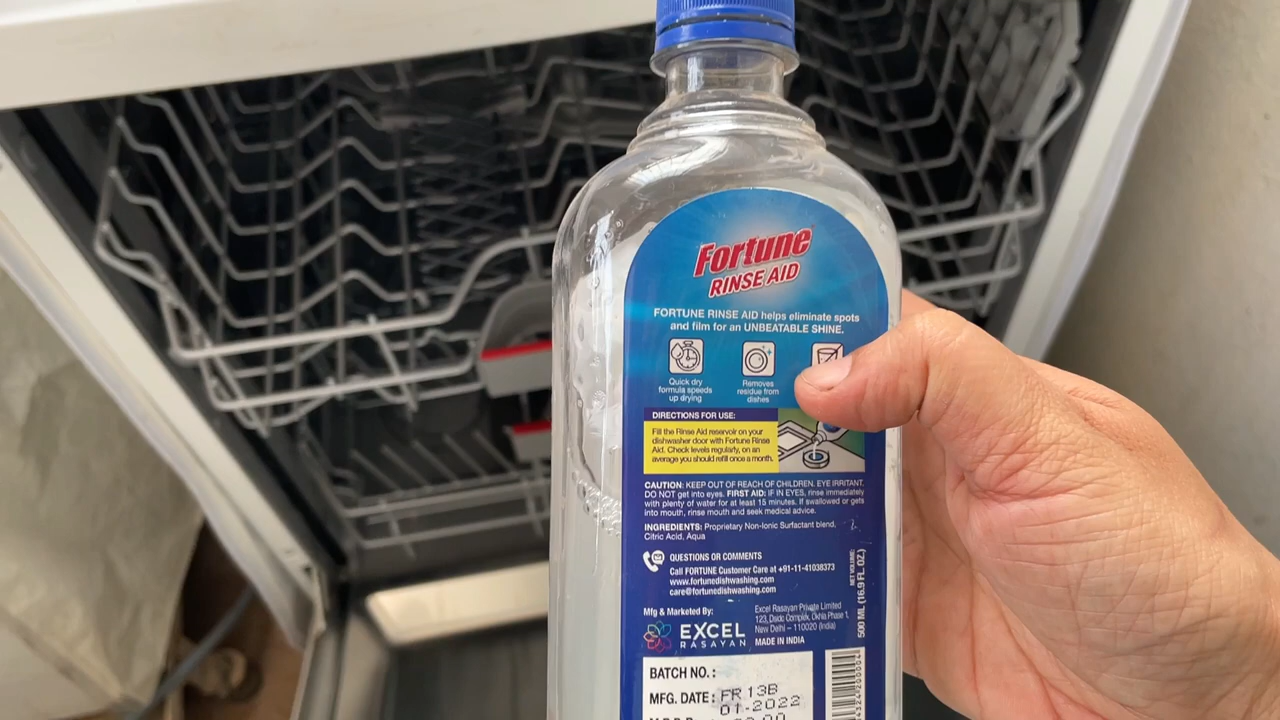 Fortune
RINSE AID
FORTUNE RINSE AID helps eliminate spots
and film for an UNBEATABLE SHINE.
Quick dry
formula speeds
up drying
Removes
residue from
dishes
DIRECTIONS FOR USE:
Fill the Rinse Aid reservoir on your
dishwasher door with Fortune Rinse
Aid. Check levels regularly, on an
average you should refill once a month.
CAUTION: KEEP OUT OF REACH OF CHILDREN. EYE IRRITANT.
DO NOT get into eyes. FIRST AID: IF IN EYES, rinse immediately
with plenty of water for at least 15 minutes. If swallowed or gets
into mouth, rinse mouth and seek medical advice.
INGREDIENTS: Proprietary Non-Ionic Surfactant blend,
Citric Acid, Aqua
QUESTIONS OR COMMENTS
Call FORTUNE Customer Care at +91-11-41038373
www.fortunedishwashing.com
care@fortunedishwashing.com
NET VOLUME:
500 ML (16.9 FL. OZ.)
Mfg & Marketed By:
EXCEL
RASAYAN
Excel Rasayan Private Limited
123, Dsidc Complex, Okhla Phase 1,
New Delhi – 110020 (India)
MADE IN INDIA
BATCH NO.:
MFG. DATE: FR 13B
01-2022